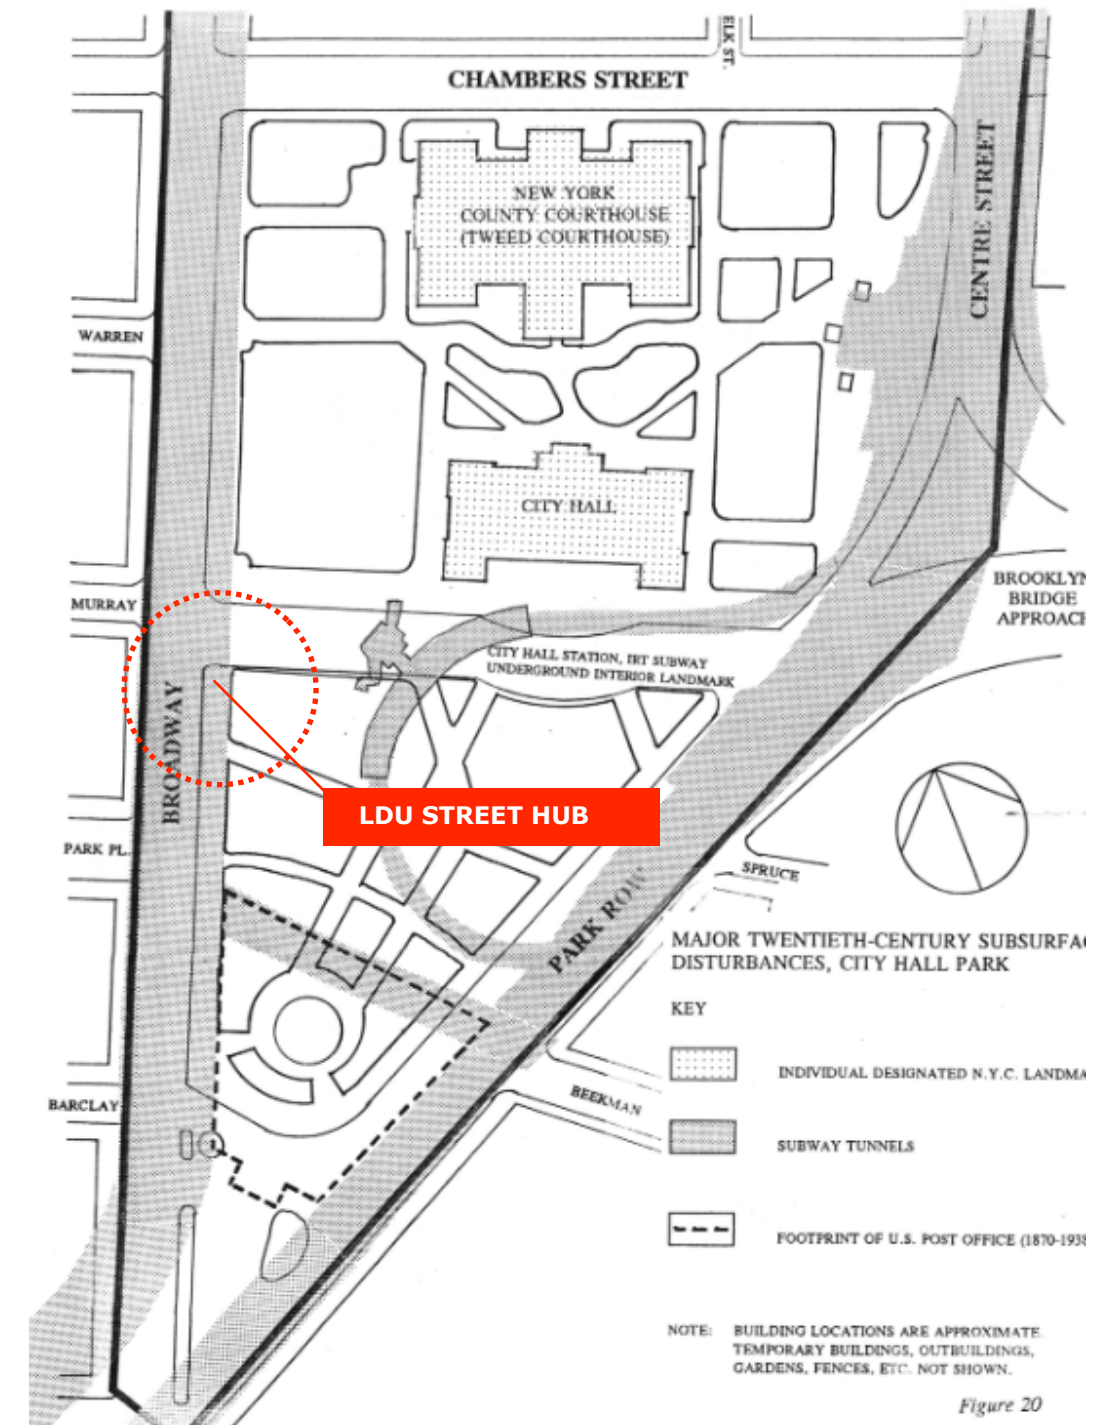 ELK ST.
CHAMBERS STREET
CENTRE STREET
NEW YORK
COUNTY COURTHOUSE
(TWEED COURTHOUSE)
WARREN
CITY HALL
MURRAY
BROOKLYN
BRIDGE
APPROACH
CITY HALL STATION, IRT SUBWAY
UNDERGROUND INTERIOR LANDMARK
BROADWAY
LDU STREET HUB
PARK PL.
SPRUCE
PARK ROW
MAJOR TWENTIETH-CENTURY SUBSURFA
DISTURBANCES, CITY HALL PARK
KEY
INDIVIDUAL DESIGNATED N.Y.C. LANDMA
BEEKMAN
BARCLAY
SUBWAY TUNNELS
FOOTPRINT OF U.S. POST OFFICE (1870-1938
NOTE: BUILDING LOCATIONS ARE APPROXIMATE.
TEMPORARY BUILDINGS, OUTBUILDINGS,
GARDENS, FENCES, ETC. NOT SHOWN.
Figure 20